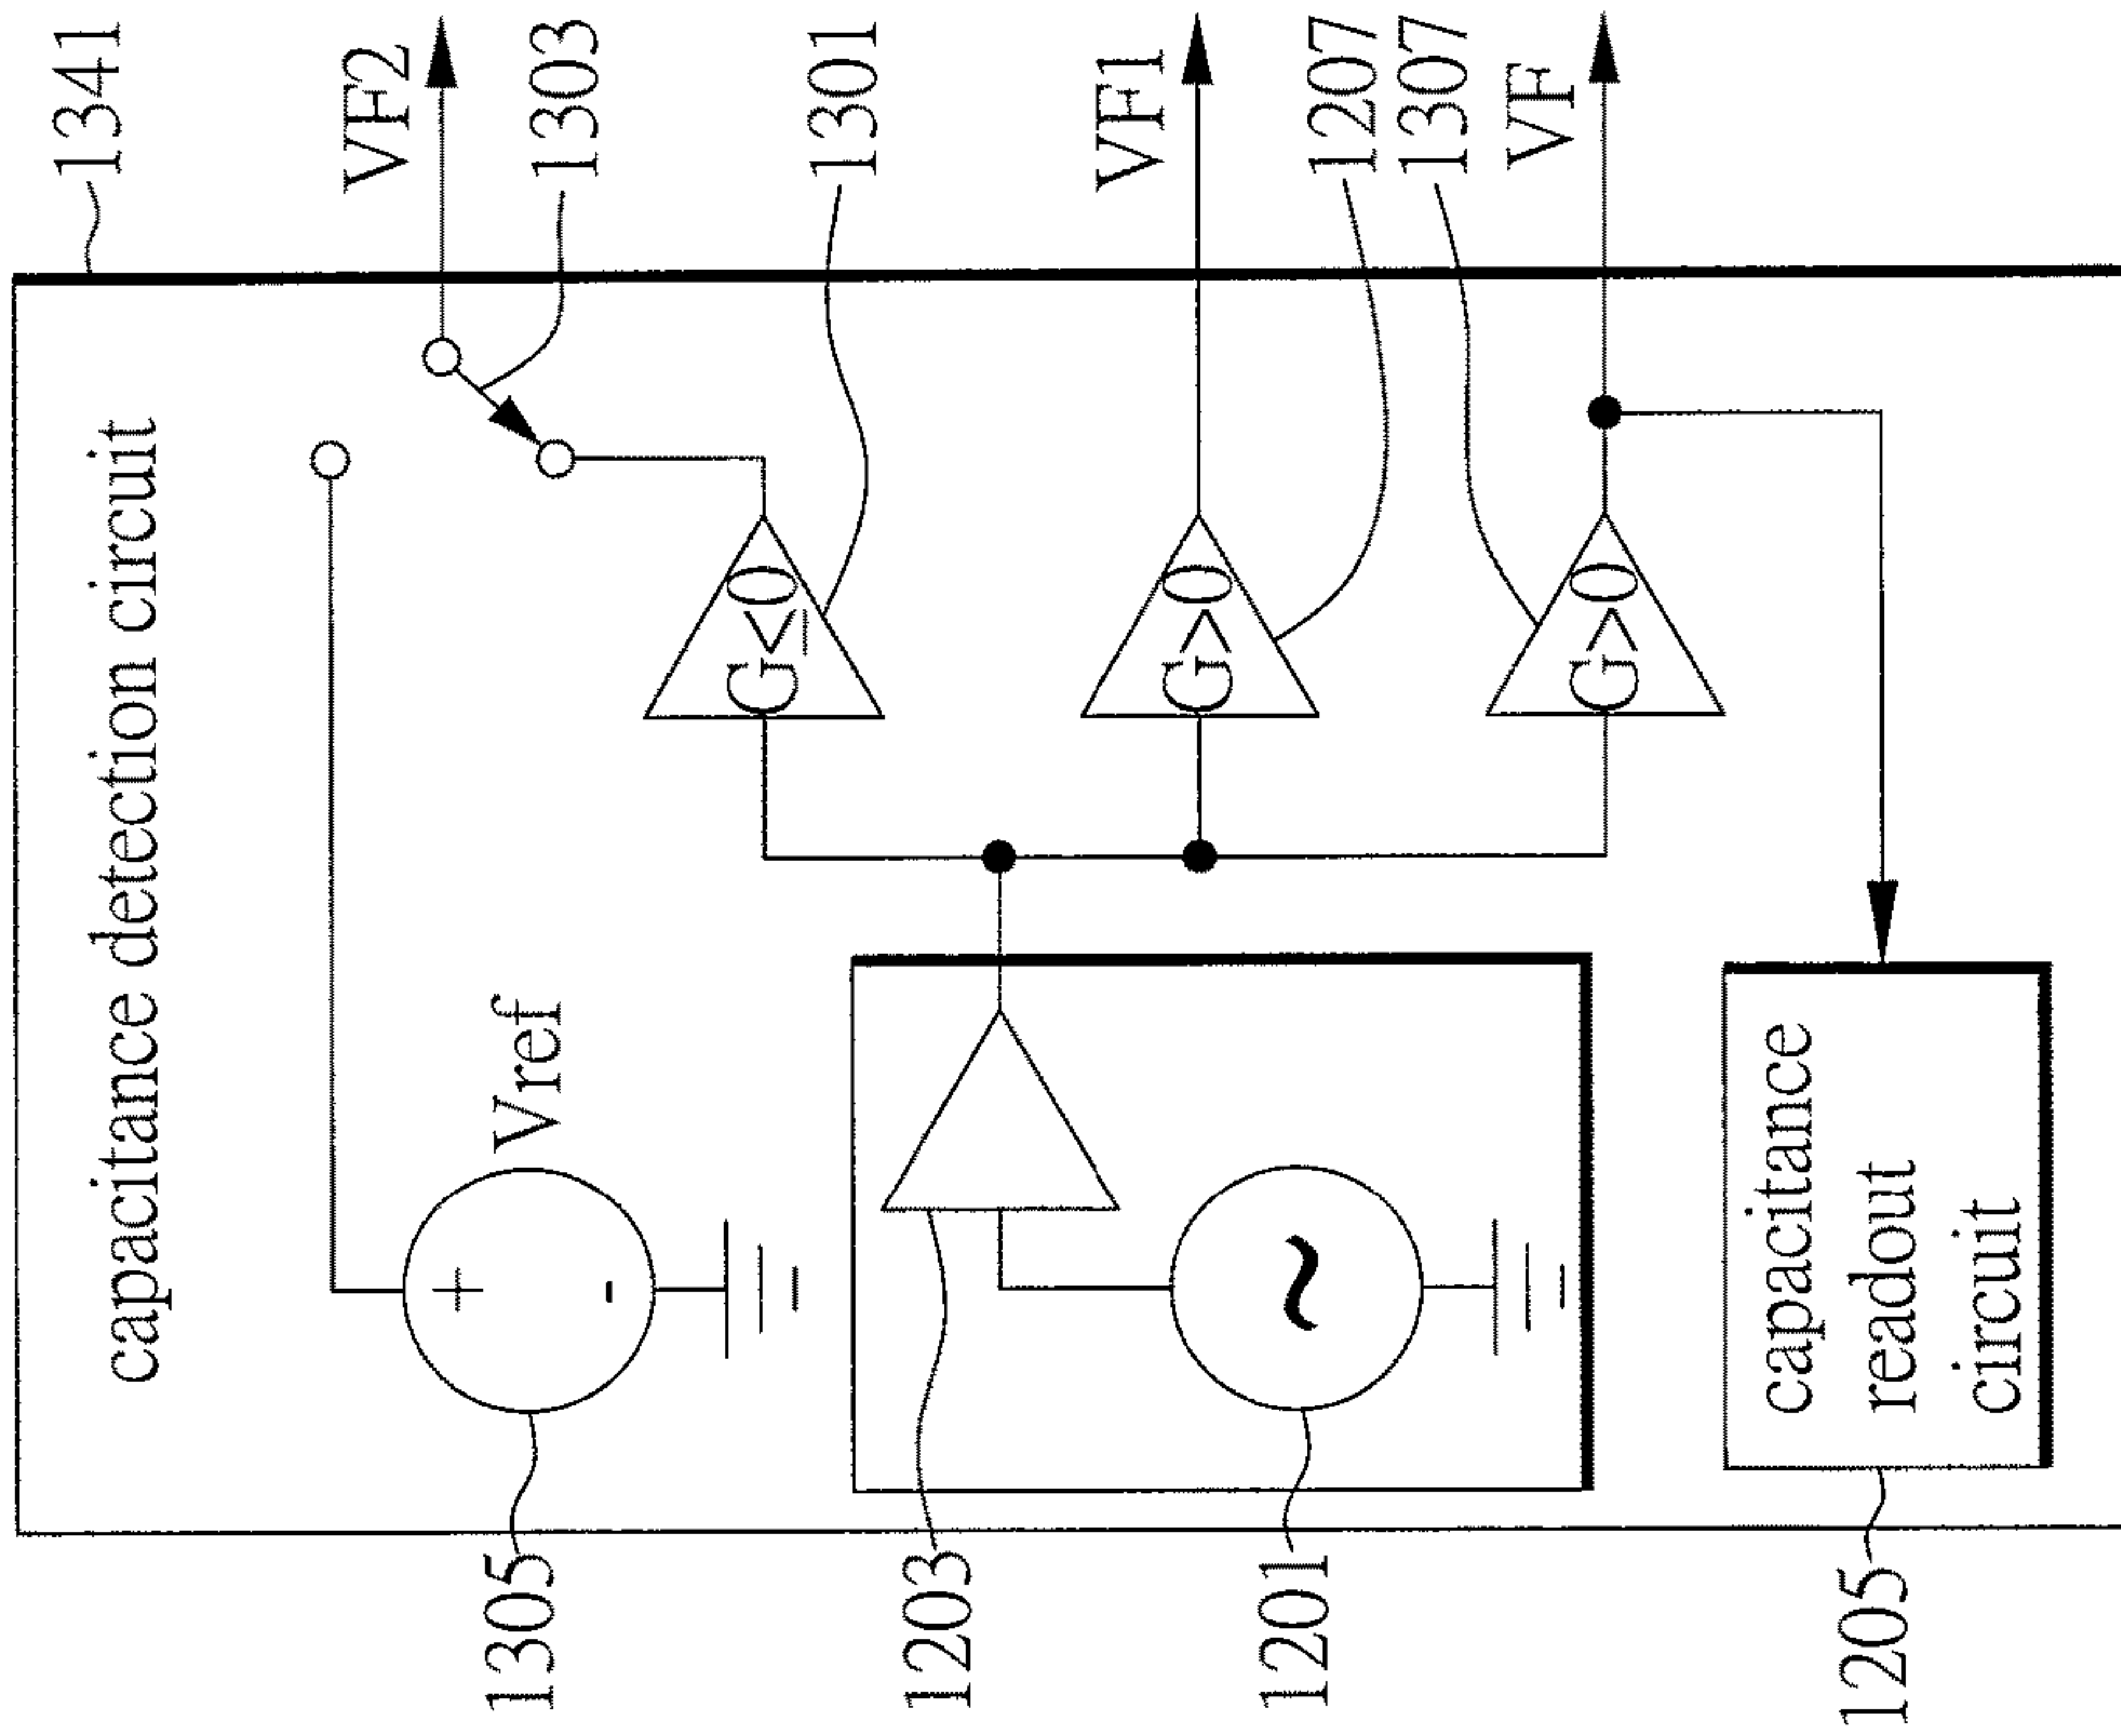 capacitance detection circuit
1341
VF2
1303
1301
VF1
1207
1307
VF
G≤0
G>0
G>0
+
-
Vref
~
1305
1203
1201
capacitance
readout
circuit
1205